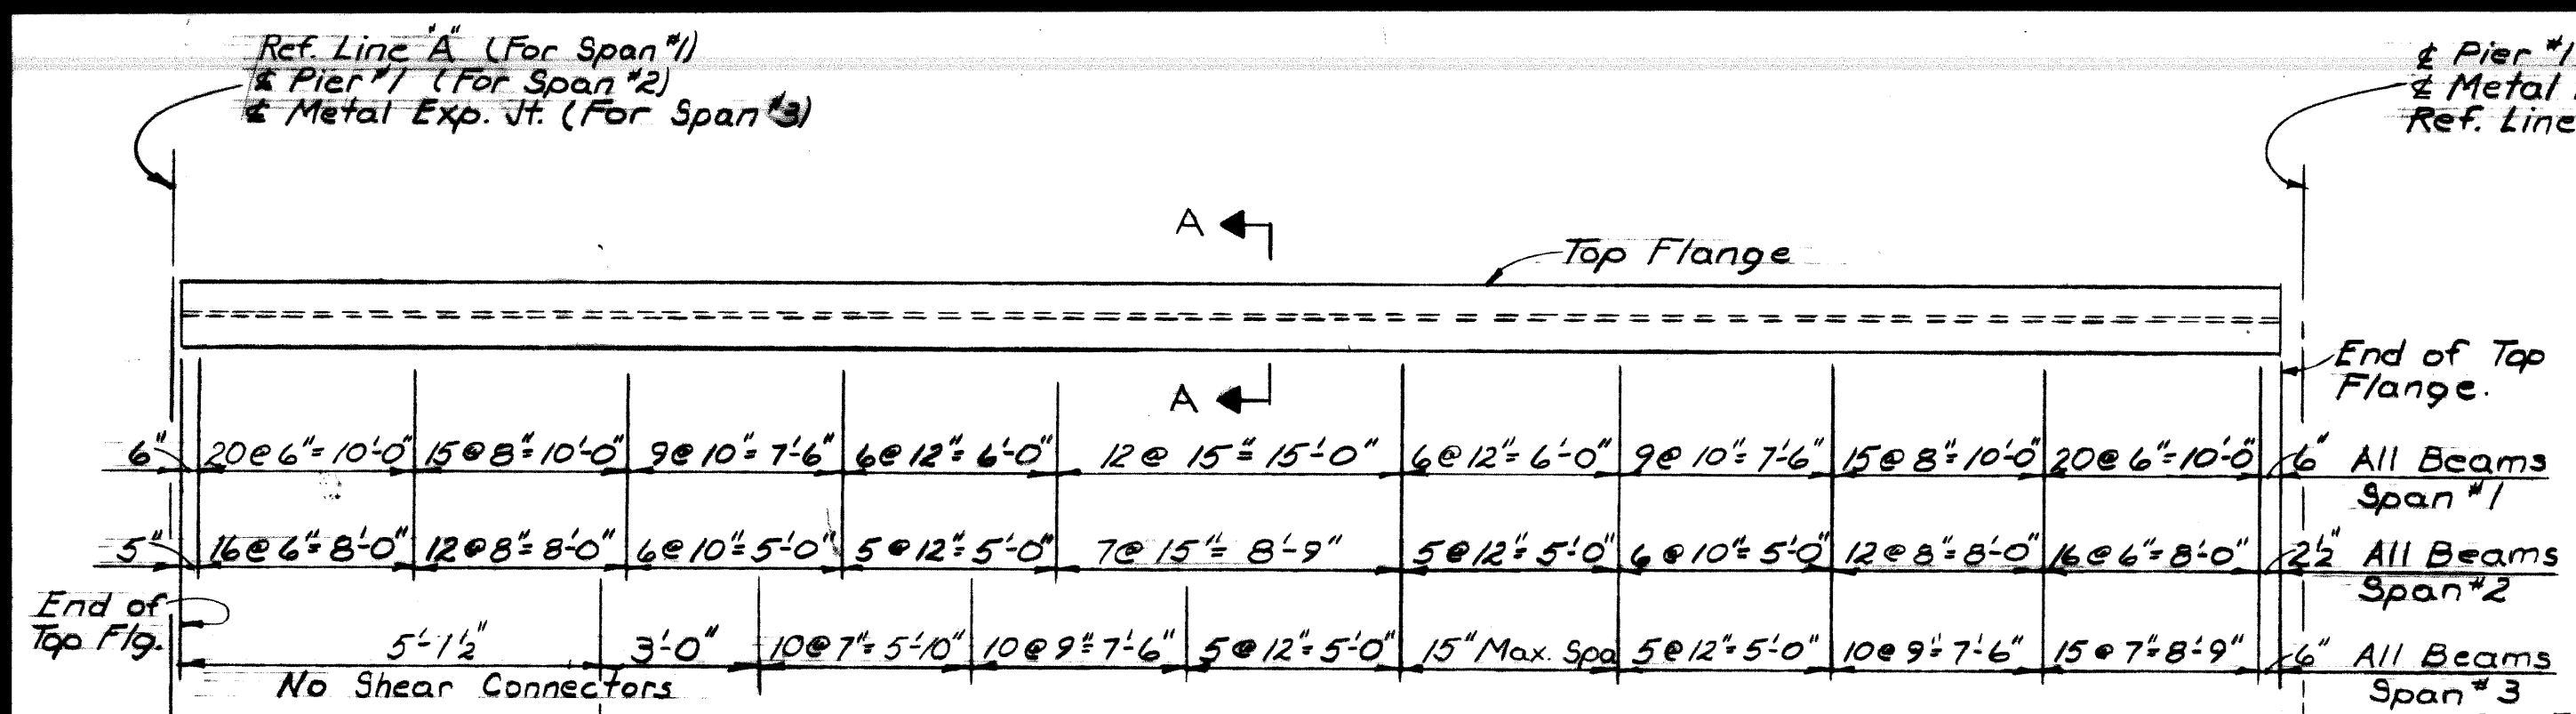 Ref. Line "A" (For Span #1)
℄ Pier #1 (For Span #2)
℄ Metal Exp. Jt. (For Span #3)
℄ Pier #1
℄ Metal
Ref. Line
A
Top Flange
A
End of Top
Flange.
6" 20@6"=10'-0" 15@8"=10'-0" 9@10"=7'-6" 6@12"=6'-0" 12@15"=15'-0" 6@12"=6'-0" 9@10"=7'-6" 15@8"=10'-0" 20@6"=10'-0" 6" All Beams
Span #1
5" 16@6"=8'-0" 12@8"=8'-0" 6@10"=5'-0" 5@12"=5'-0" 7@15"=8'-9" 5@12"=5'-0" 6@10"=5'-0" 12@8"=8'-0" 16@6"=8'-0" 2½" All Beams
Span #2
End of
Top Flg.
5'-1½" 3'-0" 10@7"=5'-10" 10@9"=7'-6" 5@12"=5'-0" 15" Max. Spa 5@12"=5'-0" 10@9"=7'-6" 15@7"=8'-9" 6" All Beams
No Shear Connectors
Span #3